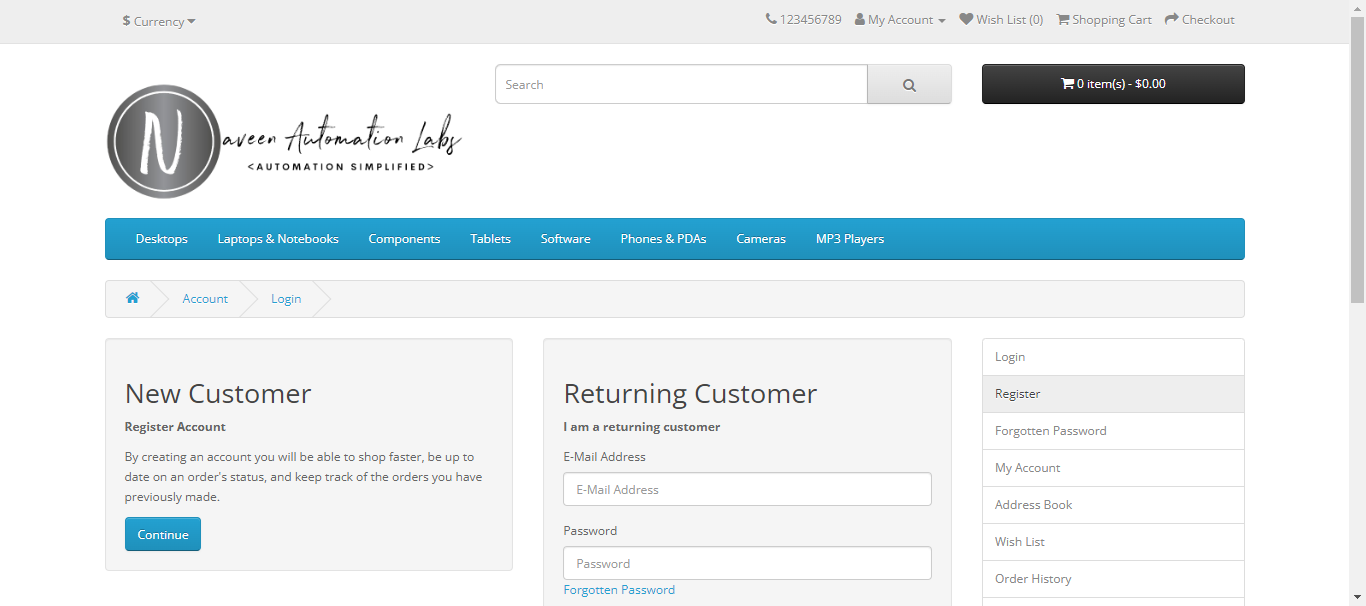 $ Currency
123456789 My Account Wish List (0) Shopping Cart Checkout
Search
0 item(s) - $0.00
Naveen Automation Labs
<AUTOMATION SIMPLIFIED>
Desktops Laptops & Notebooks Components Tablets Software Phones & PDAs Cameras MP3 Players
Account Login
New Customer
Register Account
By creating an account you will be able to shop faster, be up to
date on an order's status, and keep track of the orders you have
previously made.
Continue
Returning Customer
I am a returning customer
E-Mail Address
E-Mail Address
Password
Password
Forgotten Password
Login
Register
Forgotten Password
My Account
Address Book
Wish List
Order History